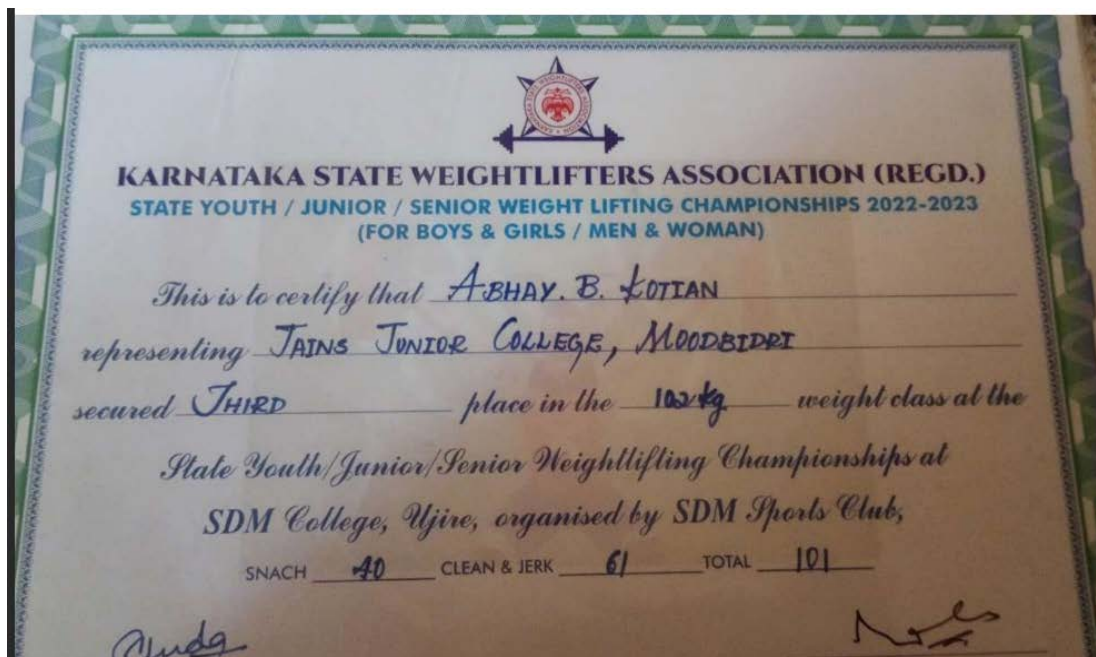 KARNATAKA STATE WEIGHTLIFTERS ASSOCIATION (REGD.)
STATE YOUTH / JUNIOR / SENIOR WEIGHT LIFTING CHAMPIONSHIPS 2022-2023
(FOR BOYS & GIRLS / MEN & WOMAN)
This is to certify that ABHAY. B. KOTIAN
representing JAINS JUNIOR COLLEGE, MOODBIDRI
secured THIRD place in the 102 kg weight class at the
State Youth/Junior/Senior Weightlifting Championships at
SDM College, Ujire, organised by SDM Sports Club,
SNACH 40 CLEAN & JERK 61 TOTAL 101